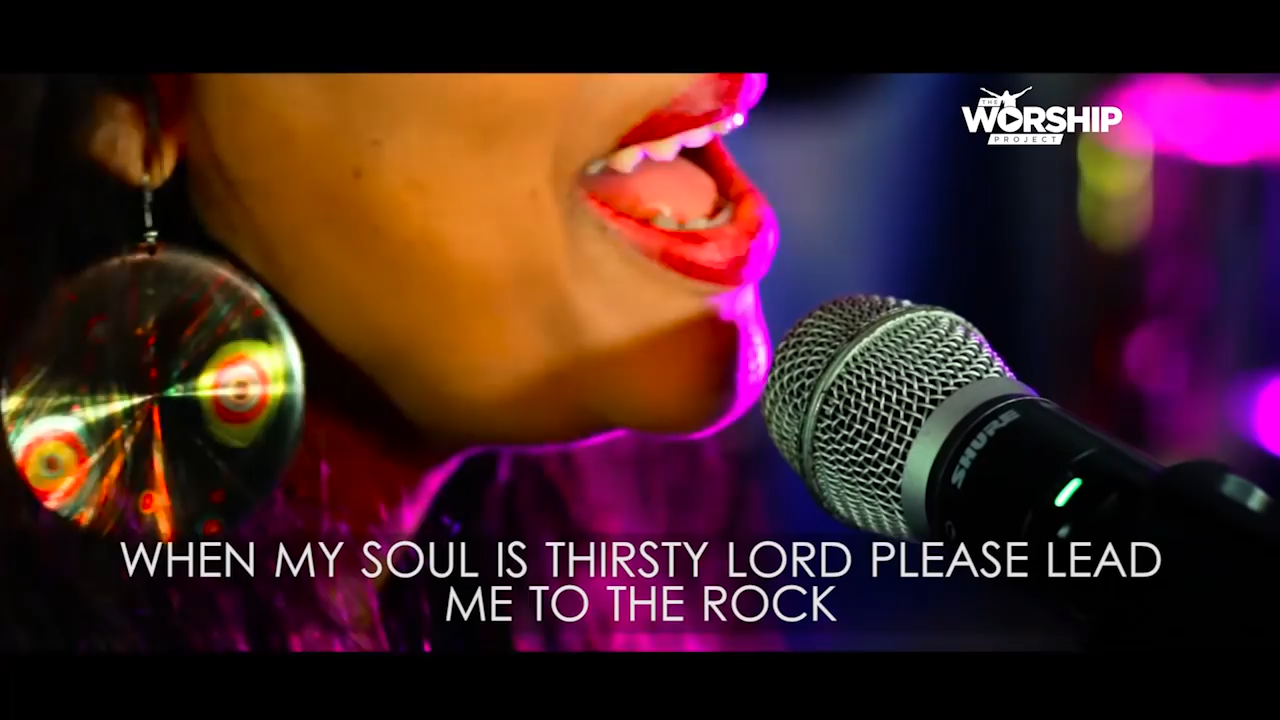 THE
WORSHIP
PROJECT
SHURE
WHEN MY SOUL IS THIRSTY LORD PLEASE LEAD
ME TO THE ROCK